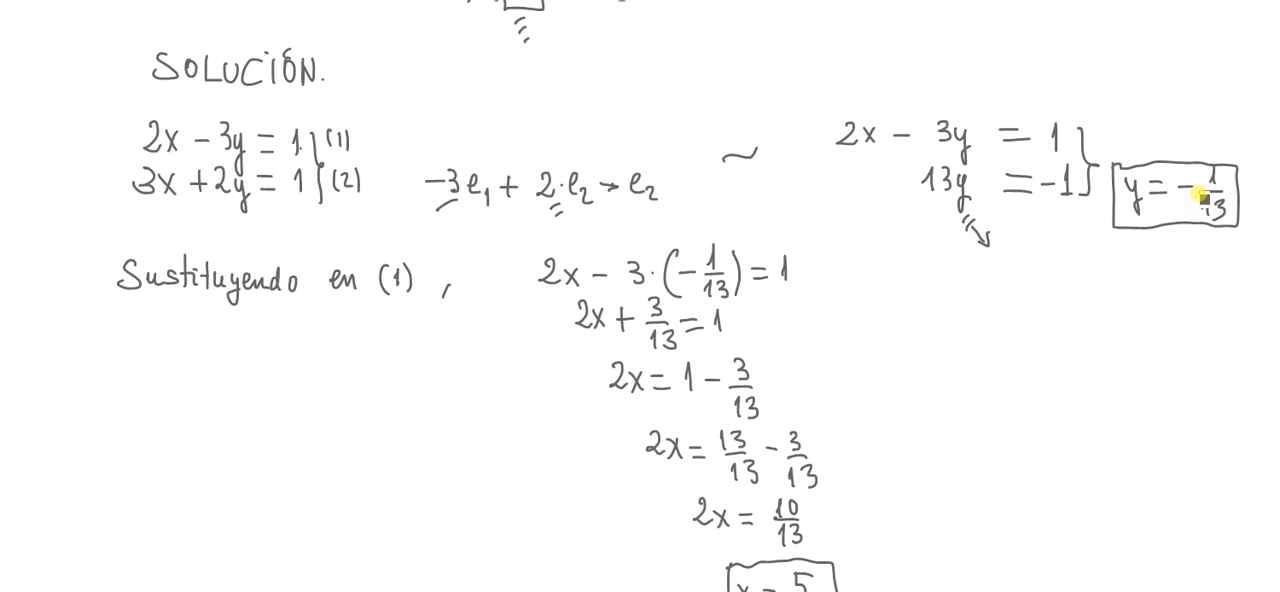 SOLUCIÓN.
2x - 3y = 1 } (1)
3x + 2y = 1 } (2)
-3e₁ + 2·e₂ → e₂
~
2x - 3y = 1 }
13y = -1 }
y = -1/13
Sustituyendo en (1),
2x - 3·(-1/13) = 1
2x + 3/13 = 1
2x = 1 - 3/13
2x = 13/13 - 3/13
2x = 10/13
x = 5